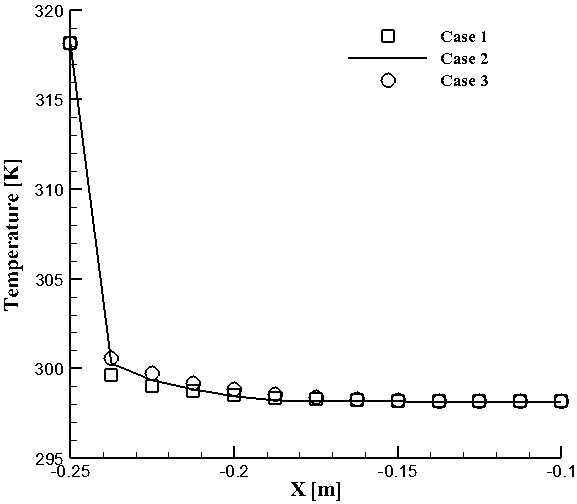 320
315
310
305
300
295
Temperature [K]
Case 1
Case 2
Case 3
-0.25
-0.2
-0.15
-0.1
X [m]